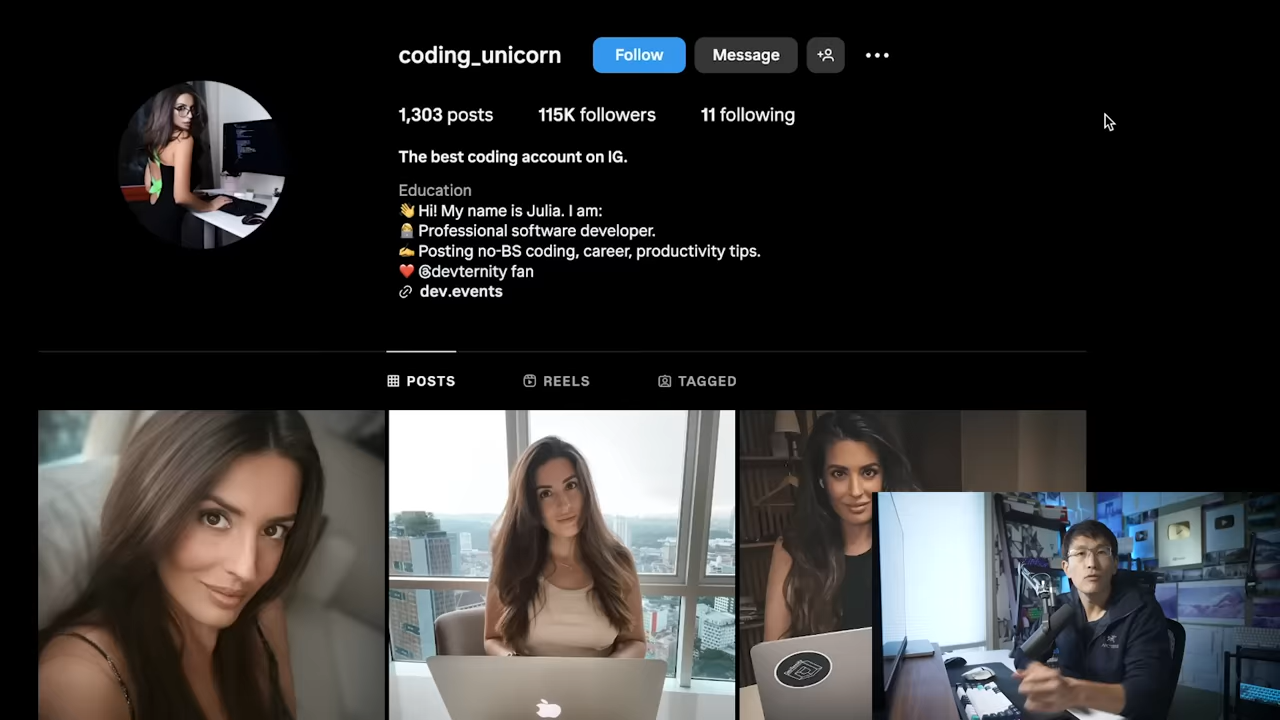 coding_unicorn Follow Message
1,303 posts 115K followers 11 following
The best coding account on IG.
Education
👋 Hi! My name is Julia. I am:
👩🏼‍💻 Professional software developer.
✍️ Posting no-BS coding, career, productivity tips.
❤️ @devternity fan
dev.events
POSTS REELS TAGGED